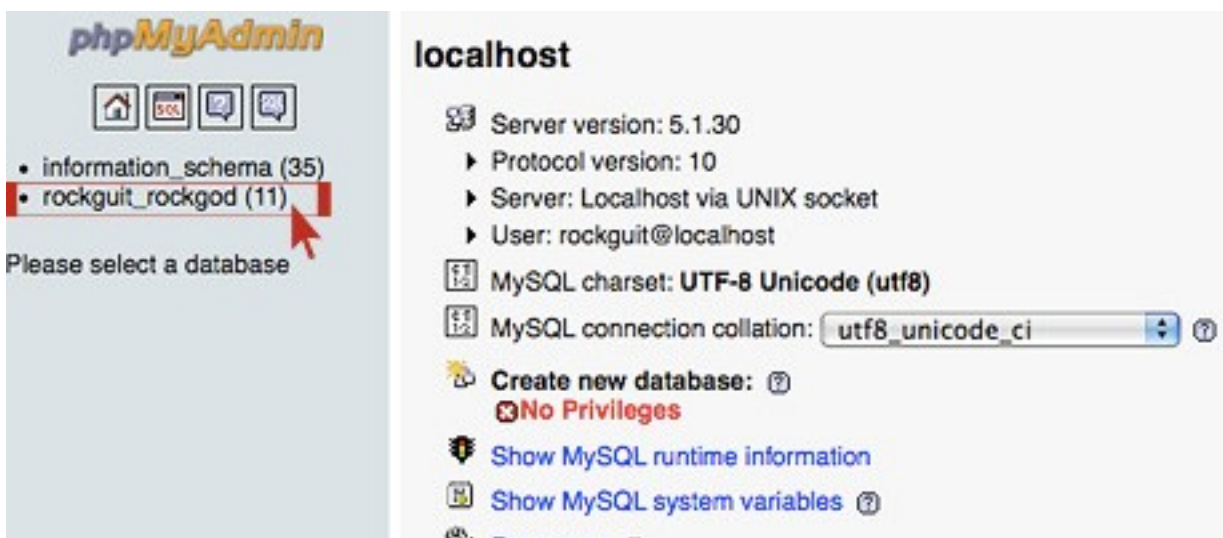 phpMyAdmin
SQL
information_schema (35)
rockguit_rockgod (11)
Please select a database
localhost
Server version: 5.1.30
Protocol version: 10
Server: Localhost via UNIX socket
User: rockguit@localhost
MySQL charset: UTF-8 Unicode (utf8)
MySQL connection collation: utf8_unicode_ci
Create new database:
No Privileges
Show MySQL runtime information
Show MySQL system variables